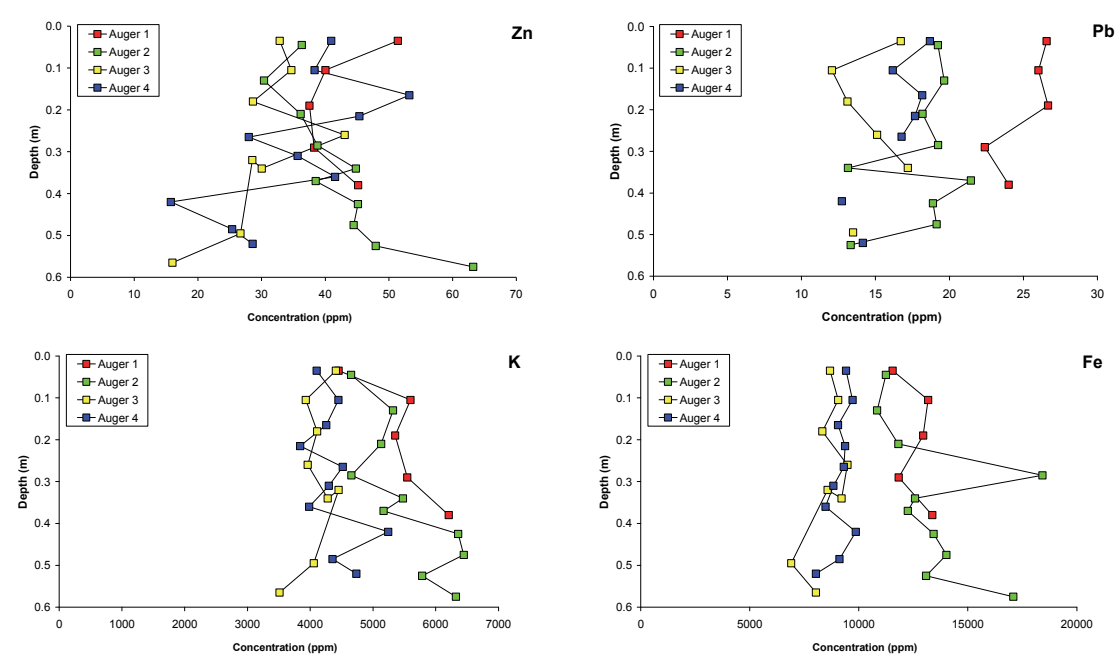 Zn
Auger 1
Auger 2
Auger 3
Auger 4
0.0
0.1
0.2
0.3
0.4
0.5
0.6
Depth (m)
0 10 20 30 40 50 60 70
Concentration (ppm)
Pb
Auger 1
Auger 2
Auger 3
Auger 4
0.0
0.1
0.2
0.3
0.4
0.5
0.6
Depth (m)
0 5 10 15 20 25 30
Concentration (ppm)
K
Auger 1
Auger 2
Auger 3
Auger 4
0.0
0.1
0.2
0.3
0.4
0.5
0.6
Depth (m)
0 1000 2000 3000 4000 5000 6000 7000
Concentration (ppm)
Fe
Auger 1
Auger 2
Auger 3
Auger 4
0.0
0.1
0.2
0.3
0.4
0.5
0.6
Depth (m)
0 5000 10000 15000 20000
Concentration (ppm)